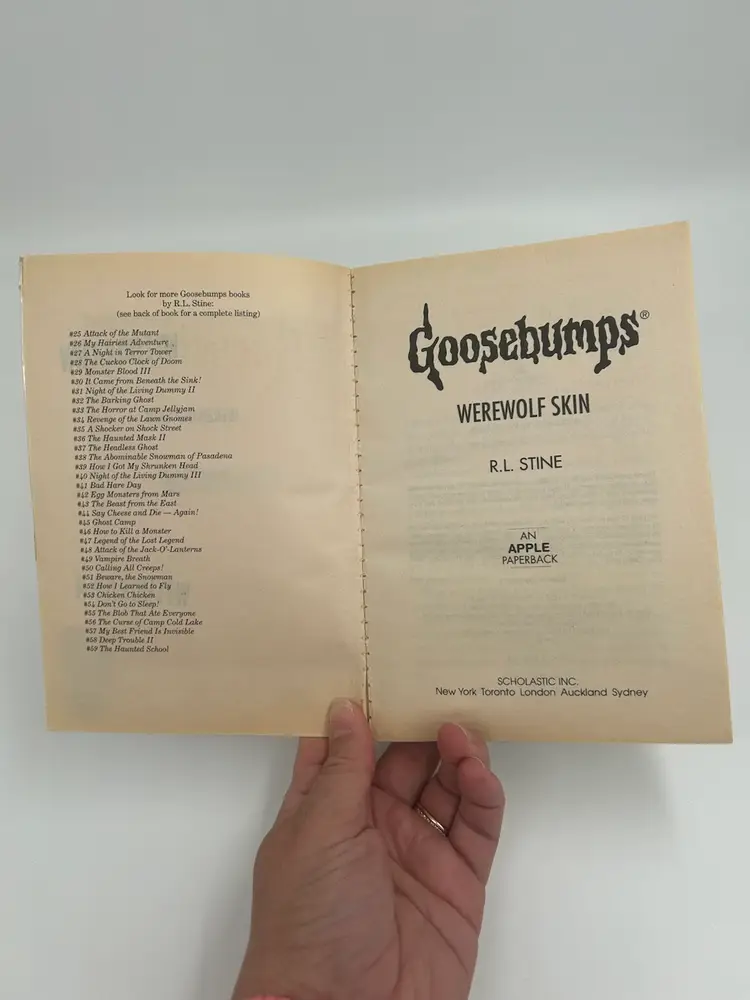 Look for more Goosebumps books
by R.L. Stine:
(see back of book for a complete listing)
#25 Attack of the Mutant
#26 My Hairiest Adventure
#27 A Night in Terror Tower
#28 The Cuckoo Clock of Doom
#29 Monster Blood III
#30 It Came from Beneath the Sink!
#31 Night of the Living Dummy II
#32 The Barking Ghost
#33 The Horror at Camp Jellyjam
#34 Revenge of the Lawn Gnomes
#35 A Shocker on Shock Street
#36 The Haunted Mask II
#37 The Headless Ghost
#38 The Abominable Snowman of Pasadena
#39 How I Got My Shrunken Head
#40 Night of the Living Dummy III
#41 Bad Hare Day
#42 Egg Monsters from Mars
#43 The Beast from the East
#44 Say Cheese and Die — Again!
#45 Ghost Camp
#46 How to Kill a Monster
#47 Legend of the Lost Legend
#48 Attack of the Jack-O'-Lanterns
#49 Vampire Breath
#50 Calling All Creeps!
#51 Beware, the Snowman
#52 How I Learned to Fly
#53 Chicken Chicken
#54 Don't Go to Sleep!
#55 The Blob That Ate Everyone
#56 The Curse of Camp Cold Lake
#57 My Best Friend Is Invisible
#58 Deep Trouble II
#59 The Haunted School
Goosebumps®
WEREWOLF SKIN
R.L. STINE
AN
APPLE
PAPERBACK
SCHOLASTIC INC.
New York Toronto London Auckland Sydney